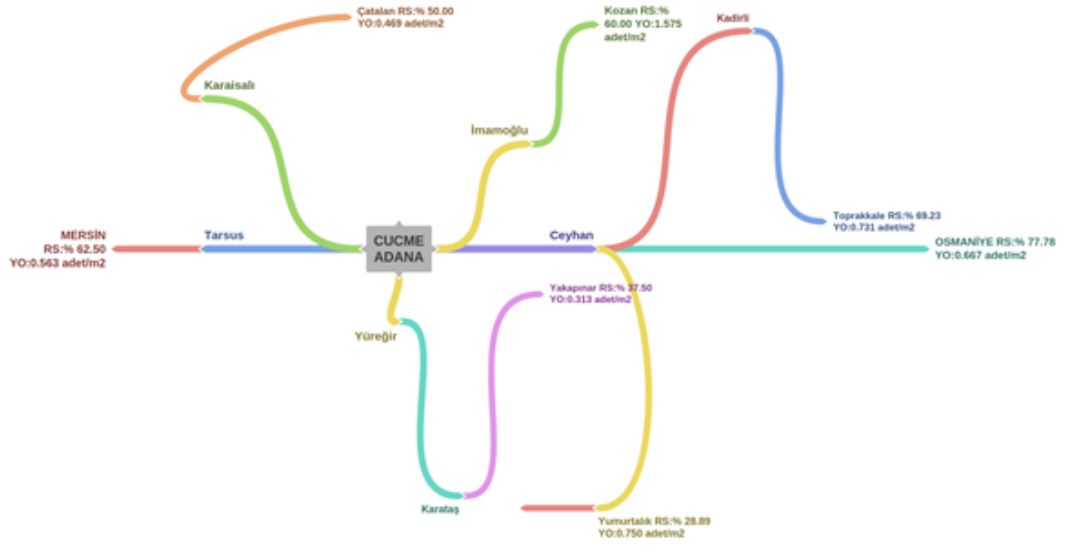 Çatalan RS:% 50.00
YO:0.469 adet/m2
Kozan RS:%
60.00 YO:1.575
adet/m2
Kadirli
Karaisalı
İmamoğlu
Toprakkale RS:% 69.23
YO:0.731 adet/m2
MERSİN
RS:% 62.50
YO:0.563 adet/m2
Tarsus
CUCME
ADANA
Ceyhan
OSMANİYE RS:% 77.78
YO:0.667 adet/m2
Yakapınar RS:% 37.50
YO:0.313 adet/m2
Yüreğir
Karataş
Yumurtalık RS:% 28.89
YO:0.750 adet/m2